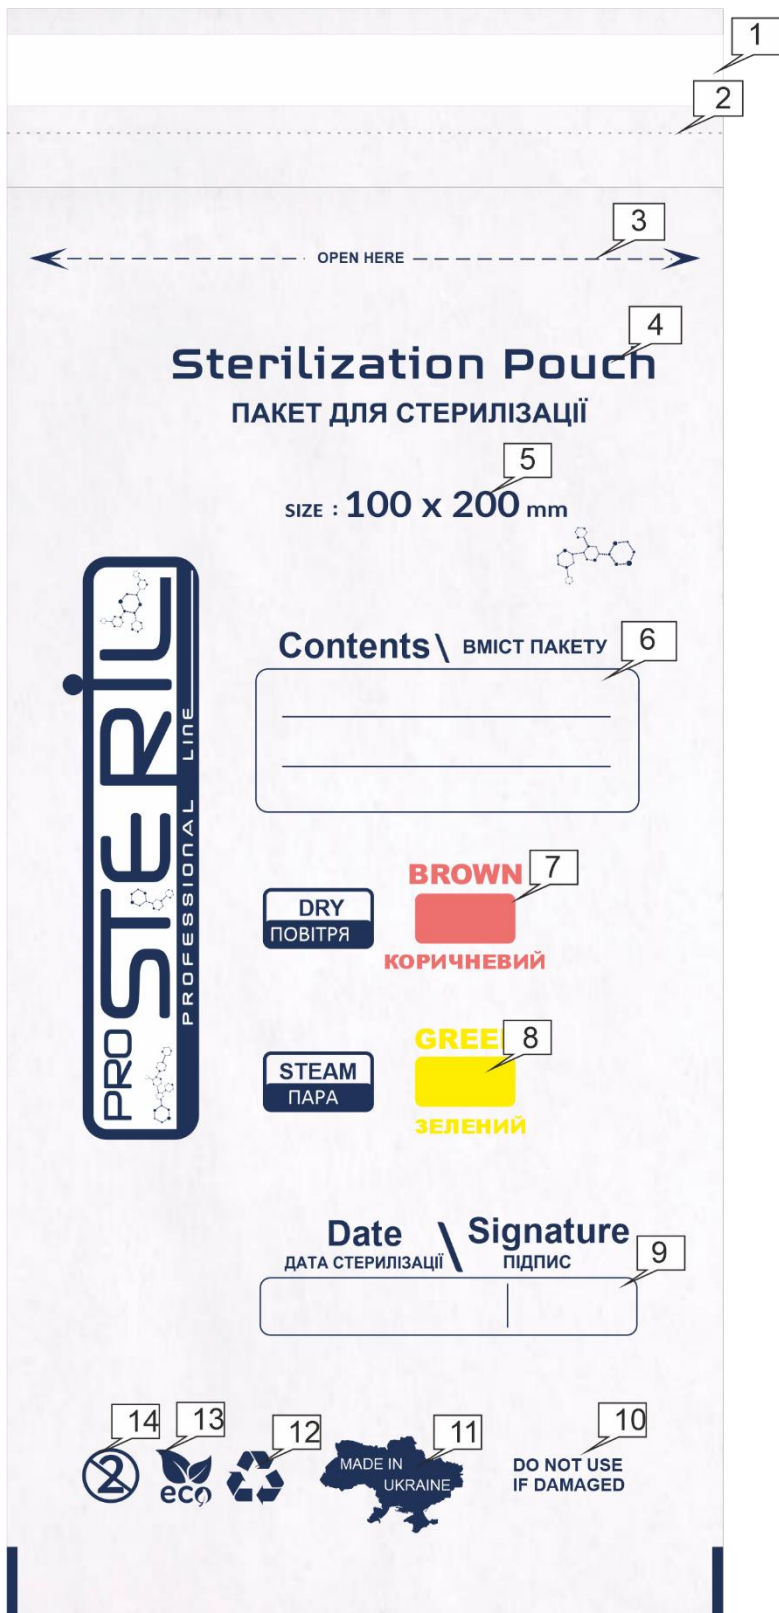 1
2
3
OPEN HERE
4
Sterilization Pouch
ПАКЕТ ДЛЯ СТЕРИЛІЗАЦІЇ
5
SIZE : 100 x 200 mm
Contents \ ВМІСТ ПАКЕТУ
6
PRO STERIL
PROFESSIONAL LINE
BROWN
7
DRY
ПОВІТРЯ
КОРИЧНЕВИЙ
GREE
8
STEAM
ПАРА
ЗЕЛЕНИЙ
Date \ Signature
ДАТА СТЕРИЛІЗАЦІЇ ПІДПИС
9
14
13
12
11
10
2
eco
MADE IN
UKRAINE
DO NOT USE
IF DAMAGED